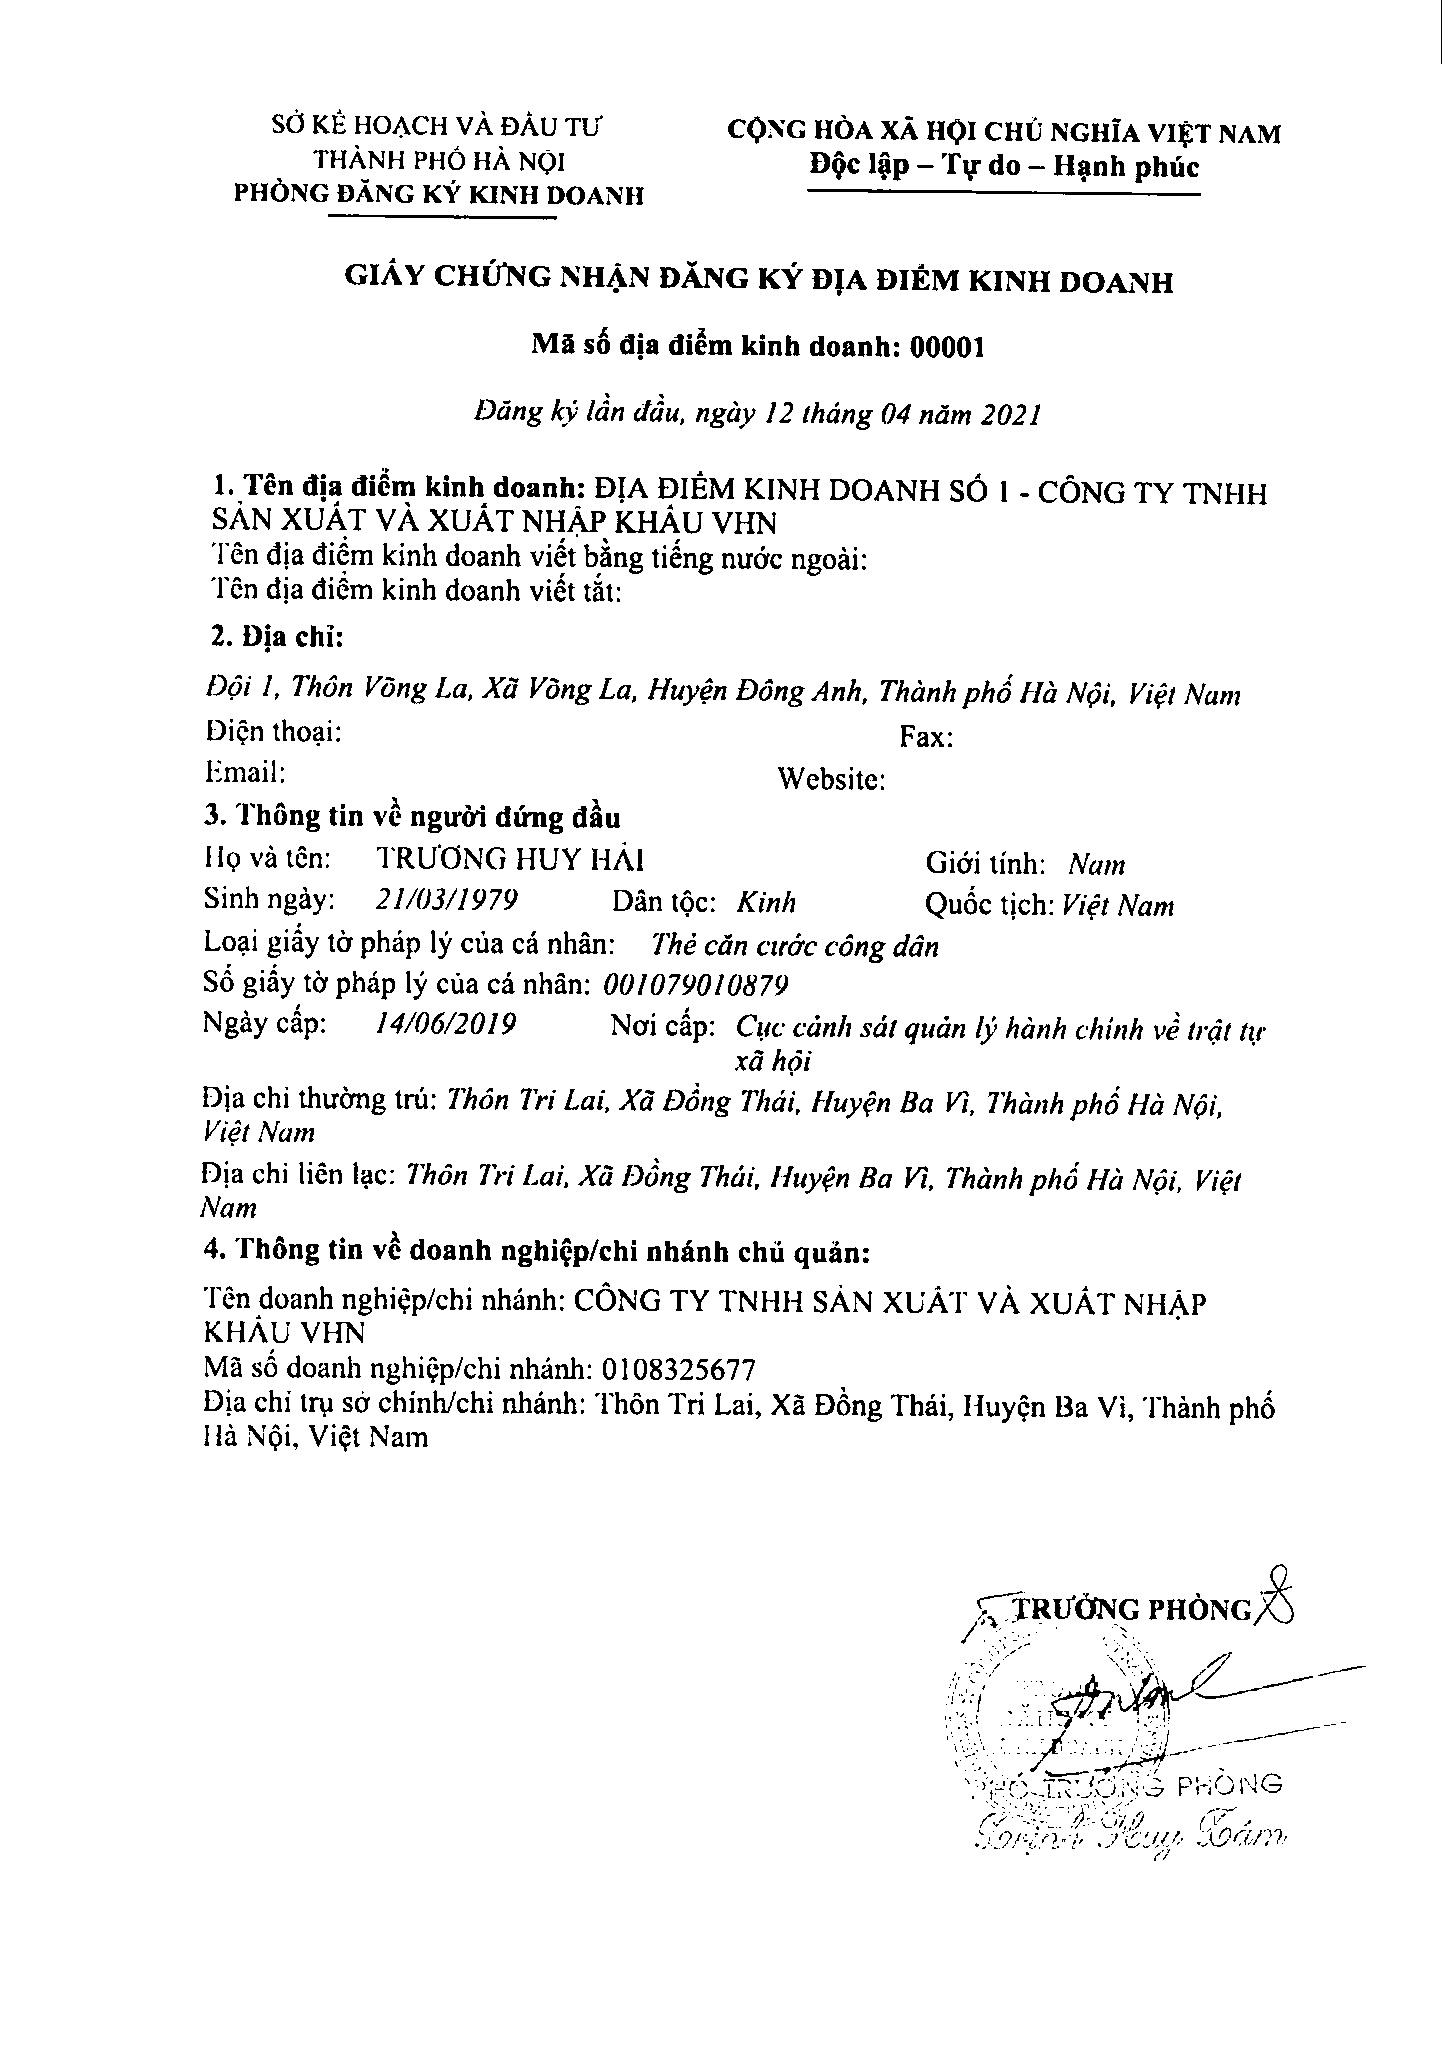 SỞ KẾ HOẠCH VÀ ĐẦU TƯ
THÀNH PHỐ HÀ NỘI
PHÒNG ĐĂNG KÝ KINH DOANH
CỘNG HÒA XÃ HỘI CHỦ NGHĨA VIỆT NAM
Độc lập – Tự do – Hạnh phúc
GIẤY CHỨNG NHẬN ĐĂNG KÝ ĐỊA ĐIỂM KINH DOANH
Mã số địa điểm kinh doanh: 00001
Đăng ký lần đầu, ngày 12 tháng 04 năm 2021
1. Tên địa điểm kinh doanh: ĐỊA ĐIỂM KINH DOANH SỐ 1 - CÔNG TY TNHH
SẢN XUẤT VÀ XUẤT NHẬP KHẨU VHN
Tên địa điểm kinh doanh viết bằng tiếng nước ngoài:
Tên địa điểm kinh doanh viết tắt:
2. Địa chỉ:
Đội 1, Thôn Võng La, Xã Võng La, Huyện Đông Anh, Thành phố Hà Nội, Việt Nam
Điện thoại: Fax:
Email: Website:
3. Thông tin về người đứng đầu
Họ và tên: TRƯƠNG HUY HẢI Giới tính: Nam
Sinh ngày: 21/03/1979 Dân tộc: Kinh Quốc tịch: Việt Nam
Loại giấy tờ pháp lý của cá nhân: Thẻ căn cước công dân
Số giấy tờ pháp lý của cá nhân: 001079010879
Ngày cấp: 14/06/2019 Nơi cấp: Cục cảnh sát quản lý hành chính về trật tự
xã hội
Địa chỉ thường trú: Thôn Tri Lai, Xã Đồng Thái, Huyện Ba Vì, Thành phố Hà Nội,
Việt Nam
Địa chỉ liên lạc: Thôn Tri Lai, Xã Đồng Thái, Huyện Ba Vì, Thành phố Hà Nội, Việt
Nam
4. Thông tin về doanh nghiệp/chi nhánh chủ quản:
Tên doanh nghiệp/chi nhánh: CÔNG TY TNHH SẢN XUẤT VÀ XUẤT NHẬP
KHẨU VHN
Mã số doanh nghiệp/chi nhánh: 0108325677
Địa chỉ trụ sở chính/chi nhánh: Thôn Tri Lai, Xã Đồng Thái, Huyện Ba Vì, Thành phố
Hà Nội, Việt Nam
TRƯỞNG PHÒNG
PHÓ TRƯỞNG PHÒNG
Trịnh Huy Tám